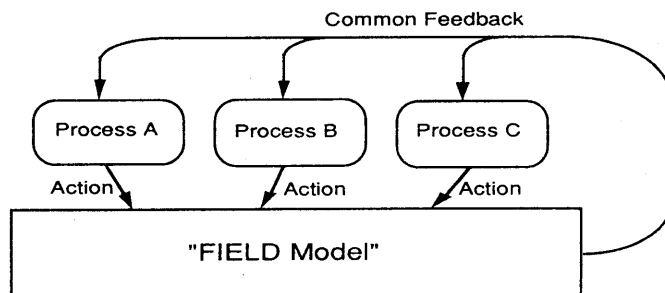 Common Feedback
Process A
Process B
Process C
Action
Action
Action
"FIELD Model"